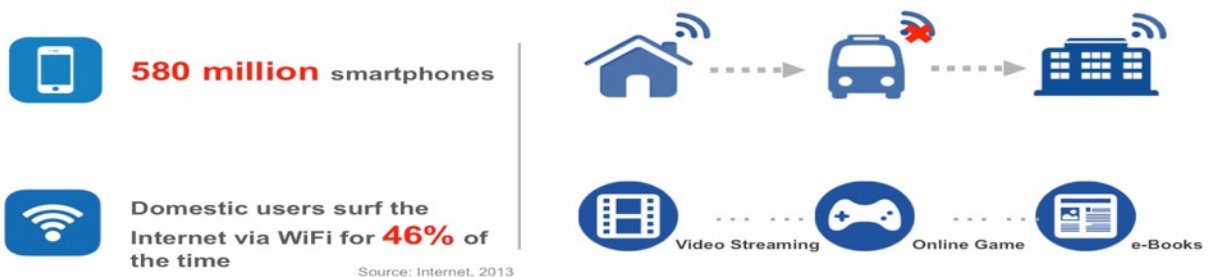 580 million smartphones
Domestic users surf the
Internet via WiFi for 46% of
the time
Source: Internet, 2013
Video Streaming
Online Game
e-Books